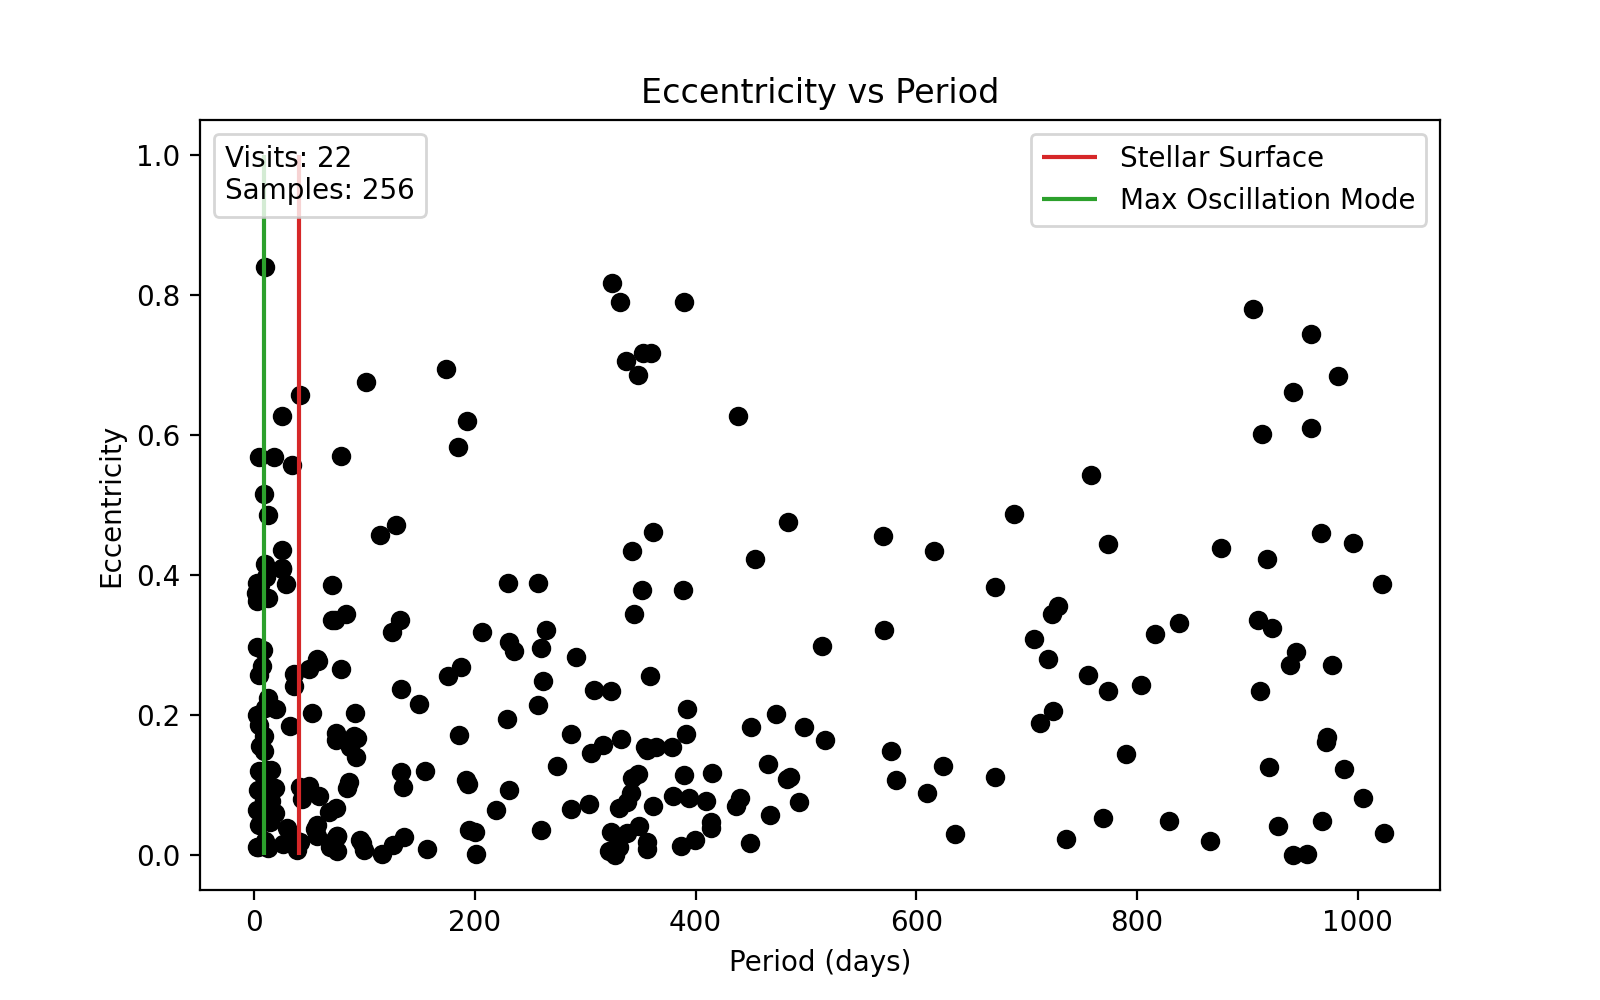 Eccentricity vs Period
Visits: 22
Samples: 256
Stellar Surface
Max Oscillation Mode
1.0
0.8
0.6
0.4
0.2
0.0
Eccentricity
0
200
400
600
800
1000
Period (days)